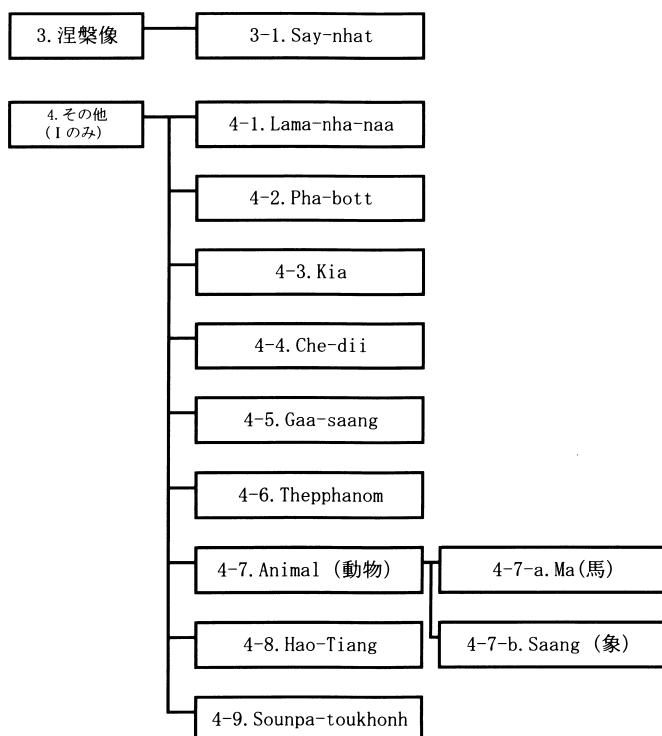 3.涅槃像
3-1.Say-nhat
4.その他
(Iのみ)
4-1.Lama-nha-naa
4-2.Pha-bott
4-3.Kia
4-4.Che-dii
4-5.Gaa-saang
4-6.Thepphanom
4-7.Animal (動物)
4-7-a.Ma(馬)
4-7-b.Saang (象)
4-8.Hao-Tiang
4-9.Sounpa-toukhonh